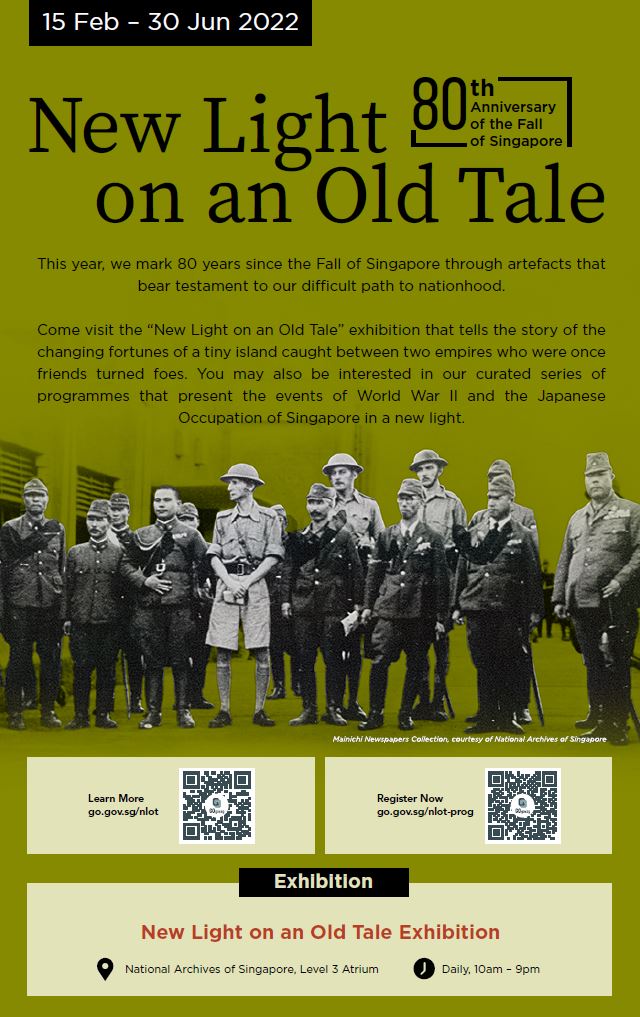 15 Feb – 30 Jun 2022
New Light
80th
Anniversary
of the Fall
of Singapore
on an Old Tale
This year, we mark 80 years since the Fall of Singapore through artefacts that
bear testament to our difficult path to nationhood.
Come visit the “New Light on an Old Tale” exhibition that tells the story of the
changing fortunes of a tiny island caught between two empires who were once
friends turned foes. You may also be interested in our curated series of
programmes that present the events of World War II and the Japanese
Occupation of Singapore in a new light.
Mainichi Newspapers Collection, courtesy of National Archives of Singapore
Learn More
go.gov.sg/nlot
Register Now
go.gov.sg/nlot-prog
Exhibition
New Light on an Old Tale Exhibition
National Archives of Singapore, Level 3 Atrium
Daily, 10am – 9pm